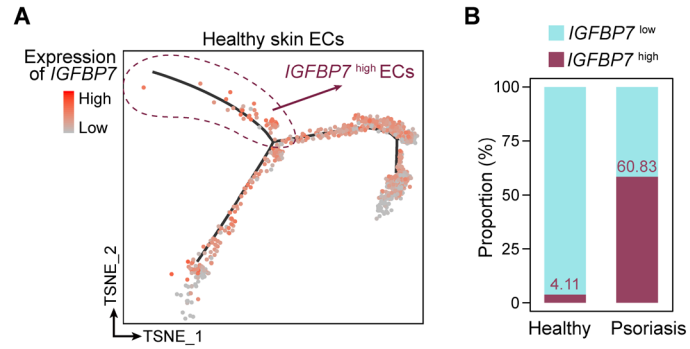 A
Healthy skin ECs
Expression
of IGFBP7
High
Low
IGFBP7 high ECs
TSNE_2
TSNE_1
B
IGFBP7 low
IGFBP7 high
Proportion (%)
100
75
50
25
0
60.83
4.11
Healthy
Psoriasis